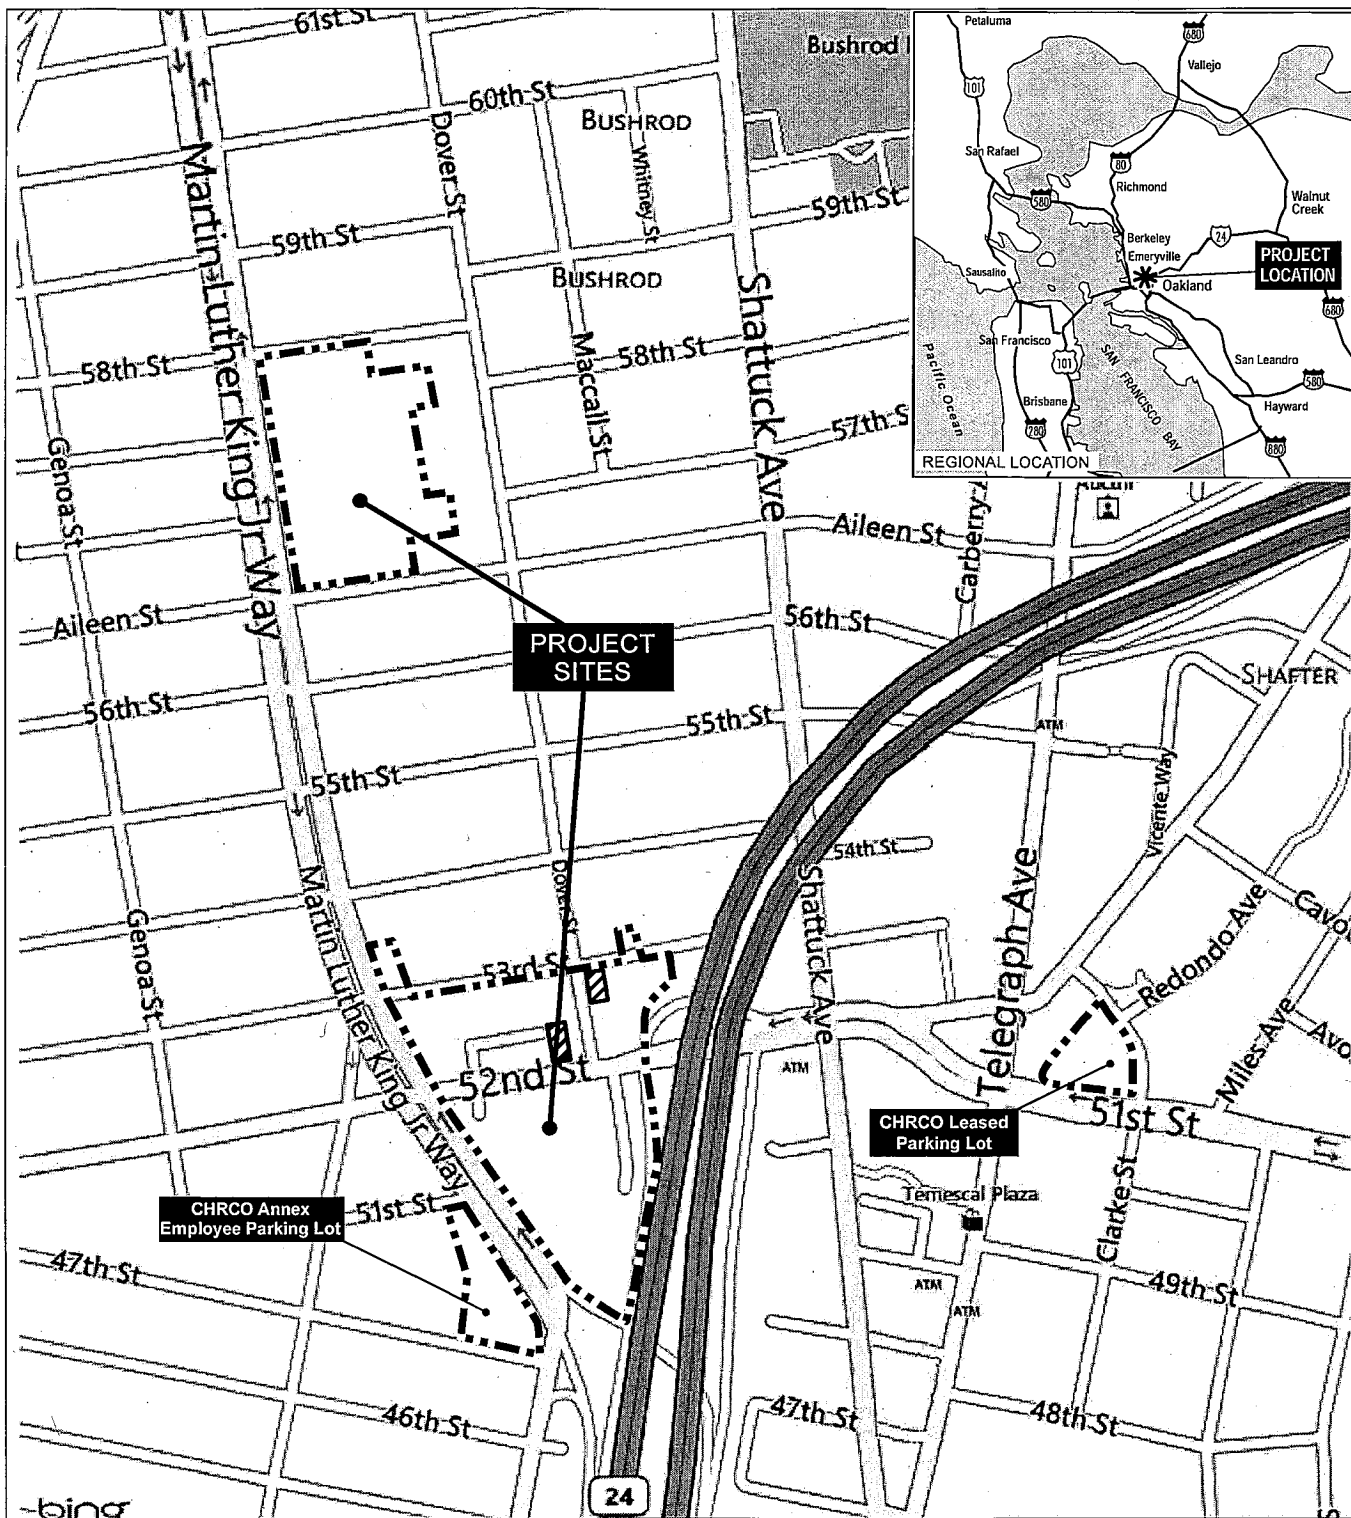 61st St
60th St
BUSHROD
Dover St
Whitney St
Martin Luther King Jr Way
59th St
59th St
BUSHROD
Shattuck Ave
58th St
58th St
Maccall St
57th S
Genoa St
Aileen St
Carberry
Aileen St
56th St
PROJECT
SITES
SHAFTER
56th St
55th St
ATM
55th St
Vicente Way
54th St
Dover St
Shattuck Ave
Telegraph Ave
Martin Luther King Jr Way
Genoa St
53rd St
Redondo Ave
Miles Ave
52nd St
ATM
CHRCO Leased
Parking Lot
51st St
Temescal Plaza
Clarke St
CHRCO Annex
Employee Parking Lot
51st St
47th St
49th St
ATM
ATM
46th St
47th St
48th St
24
bing
Bushrod
Petaluma
680
Vallejo
101
San Rafael
80
Richmond
580
Walnut
Creek
24
Berkeley
Emeryville
PROJECT
LOCATION
Sausalito
Oakland
680
San Francisco
101
SAN FRANCISCO BAY
Pacific Ocean
San Leandro
580
Brisbane
Hayward
280
880
REGIONAL LOCATION